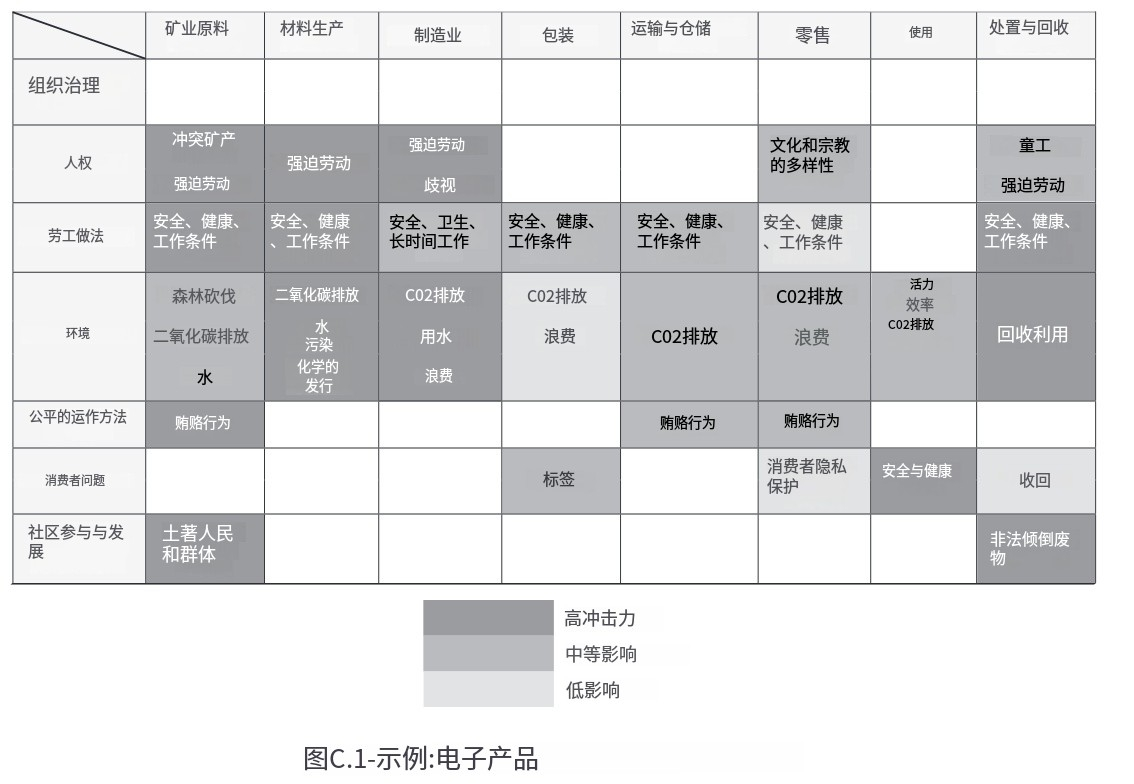 矿业原料
材料生产
制造业
包装
运输与仓储
零售
使用
处置与回收
组织治理
人权
冲突矿产
强迫劳动
强迫劳动
强迫劳动
歧视
文化和宗教
的多样性
童工
强迫劳动
劳工做法
安全、健康、
工作条件
安全、健康
、工作条件
安全、卫生、
长时间工作
安全、健康、
工作条件
安全、健康、
工作条件
安全、健康
、工作条件
安全、健康、
工作条件
环境
森林砍伐
二氧化碳排放
水
二氧化碳排放
水
污染
化学的
发行
C02排放
用水
浪费
C02排放
浪费
C02排放
C02排放
浪费
活力
效率
C02排放
回收利用
公平的运作方法
贿赂行为
贿赂行为
贿赂行为
消费者问题
标签
消费者隐私
保护
安全与健康
收回
社区参与与发
展
土著人民
和群体
非法倾倒废
物
高冲击力
中等影响
低影响
图C.1-示例:电子产品